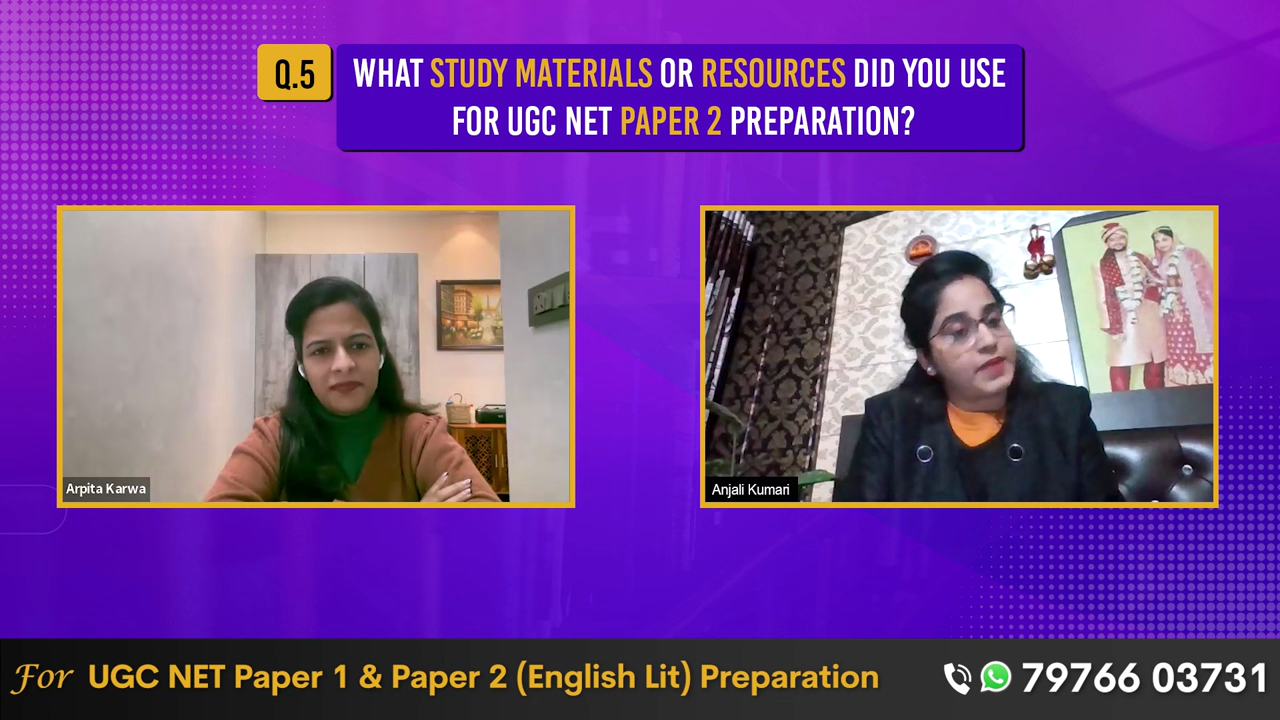 Q.5
WHAT STUDY MATERIALS OR RESOURCES DID YOU USE
FOR UGC NET PAPER 2 PREPARATION?
Arpita Karwa
Anjali Kumari
For UGC NET Paper 1 & Paper 2 (English Lit) Preparation
79766 03731